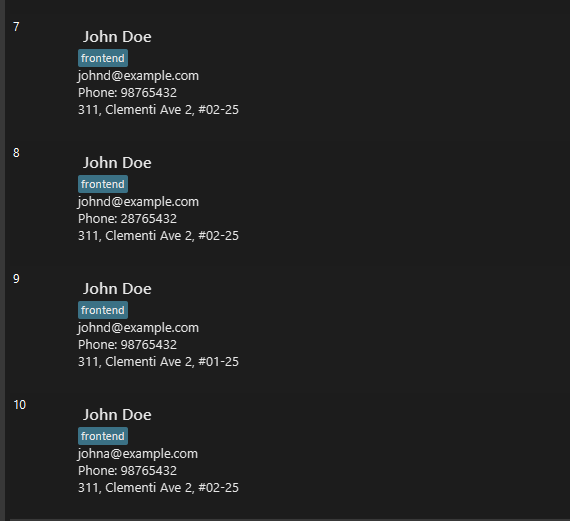 7
John Doe
frontend
johnd@example.com
Phone: 98765432
311, Clementi Ave 2, #02-25
8
John Doe
frontend
johnd@example.com
Phone: 28765432
311, Clementi Ave 2, #02-25
9
John Doe
frontend
johnd@example.com
Phone: 98765432
311, Clementi Ave 2, #01-25
10
John Doe
frontend
johna@example.com
Phone: 98765432
311, Clementi Ave 2, #02-25